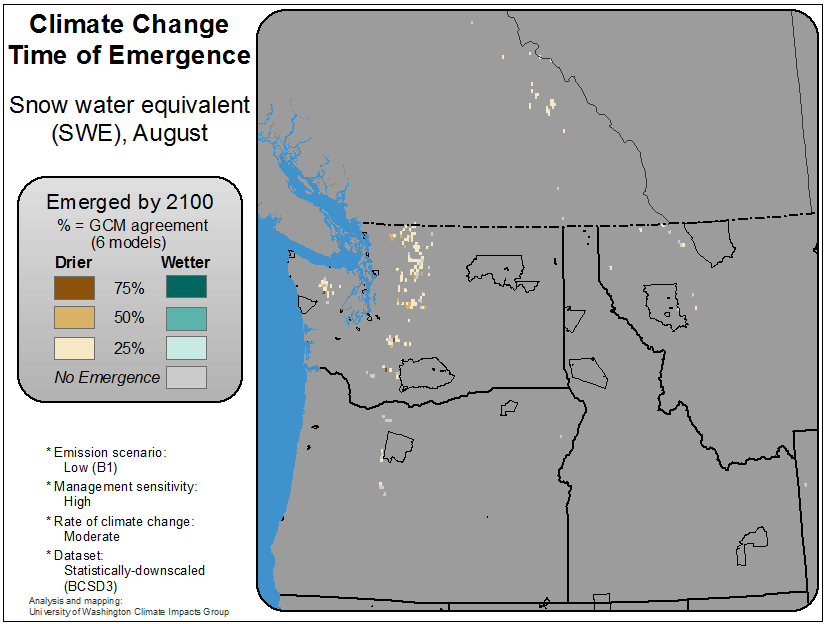 Climate Change
Time of Emergence
Snow water equivalent
(SWE), August
Emerged by 2100
% = GCM agreement
(6 models)
Drier Wetter
75%
50%
25%
No Emergence
* Emission scenario:
Low (B1)
* Management sensitivity:
High
* Rate of climate change:
Moderate
* Dataset:
Statistically-downscaled
(BCSD3)
Analysis and mapping:
University of Washington Climate Impacts Group